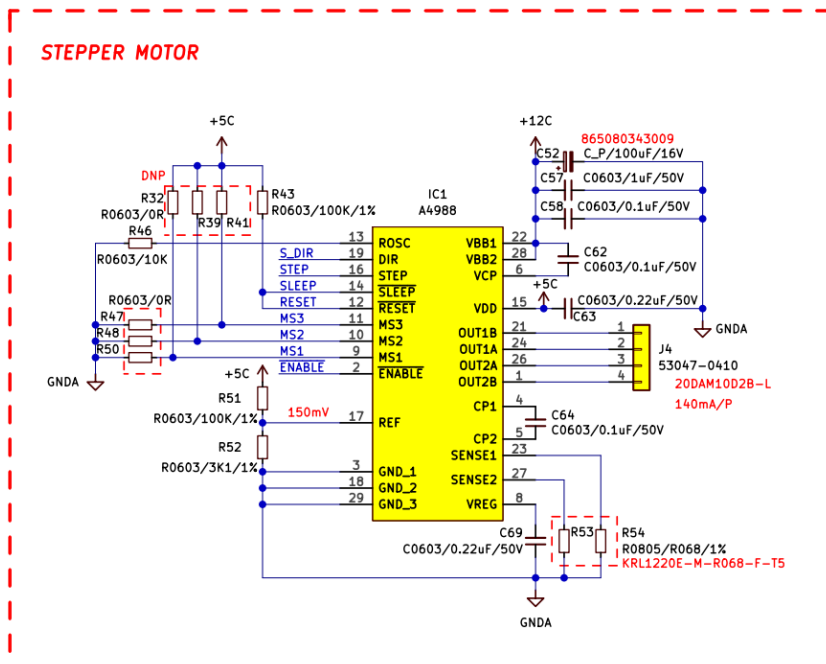 STEPPER MOTOR
+5C
+12C
865080343009
C52 C_P/100uF/16V
DNP
C57 C0603/1uF/50V
R32
R43
IC1
R0603/0R
R39
R41
R0603/100K/1%
A4988
C58 C0603/0.1uF/50V
R46
R0603/10K
13 ROSC
VBB1 22
S_DIR 19 DIR
VBB2 28
C62
STEP 16 STEP
VCP 6
C0603/0.1uF/50V
SLEEP 14 SLEEP
+5C
R0603/0R
RESET 12 RESET
VDD 15
C0603/0.22uF/50V
C63
GNDA
R47
MS3 11 MS3
OUT1B 21
1
R48
MS2 10 MS2
OUT1A 24
2
J4
R50
MS1 9 MS1
OUT2A 26
3
53047-0410
GNDA
+5C
ENABLE 2 ENABLE
OUT2B 1
4
20DAM10D2B-L
140mA/P
R51
R0603/100K/1%
150mV
17 REF
CP1 4
C64
C0603/0.1uF/50V
R52
R0603/3K1/1%
CP2 5
SENSE1 23
3 GND_1
SENSE2 27
18 GND_2
29 GND_3
VREG 8
C69
C0603/0.22uF/50V
R53
R54
R0805/R068/1%
KRL1220E-M-R068-F-T5
GNDA